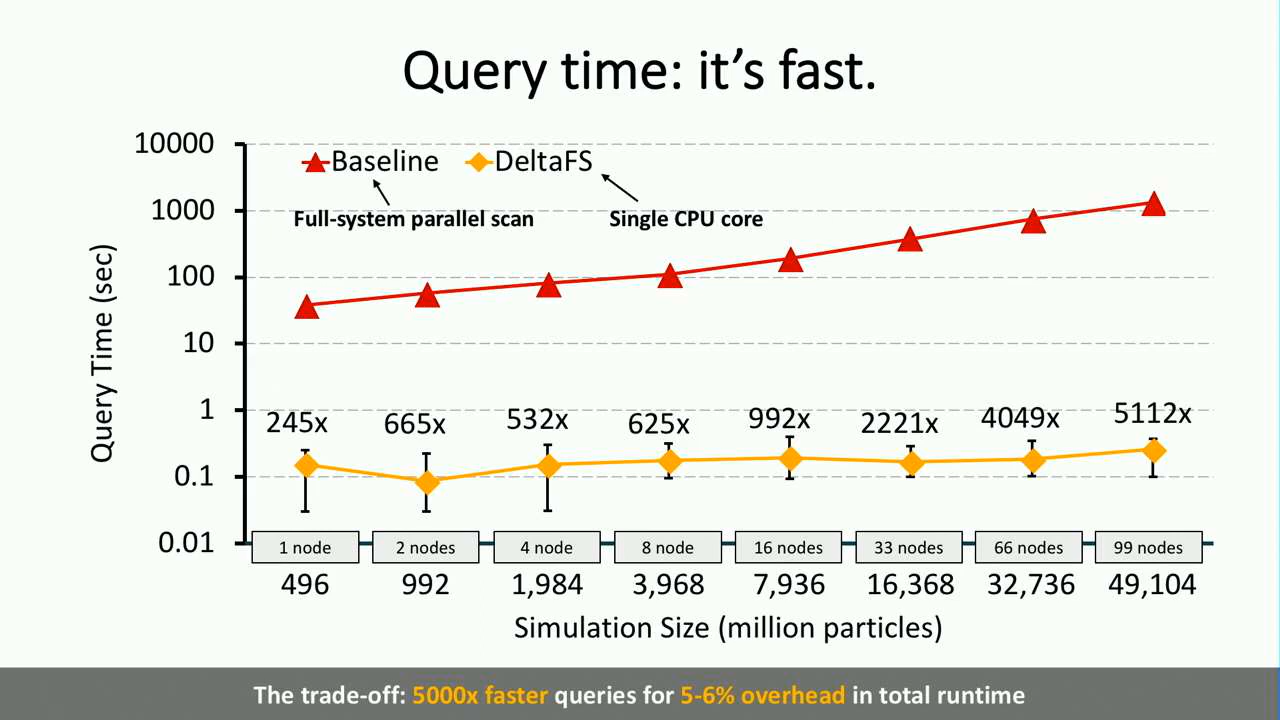 Query time: it's fast.
10000
1000
100
10
1
0.1
0.01
Query Time (sec)
Baseline
DeltaFS
Full-system parallel scan
Single CPU core
245x
665x
532x
625x
992x
2221x
4049x
5112x
1 node
2 nodes
4 node
8 node
16 nodes
33 nodes
66 nodes
99 nodes
496
992
1,984
3,968
7,936
16,368
32,736
49,104
Simulation Size (million particles)
The trade-off: 5000x faster queries for 5-6% overhead in total runtime